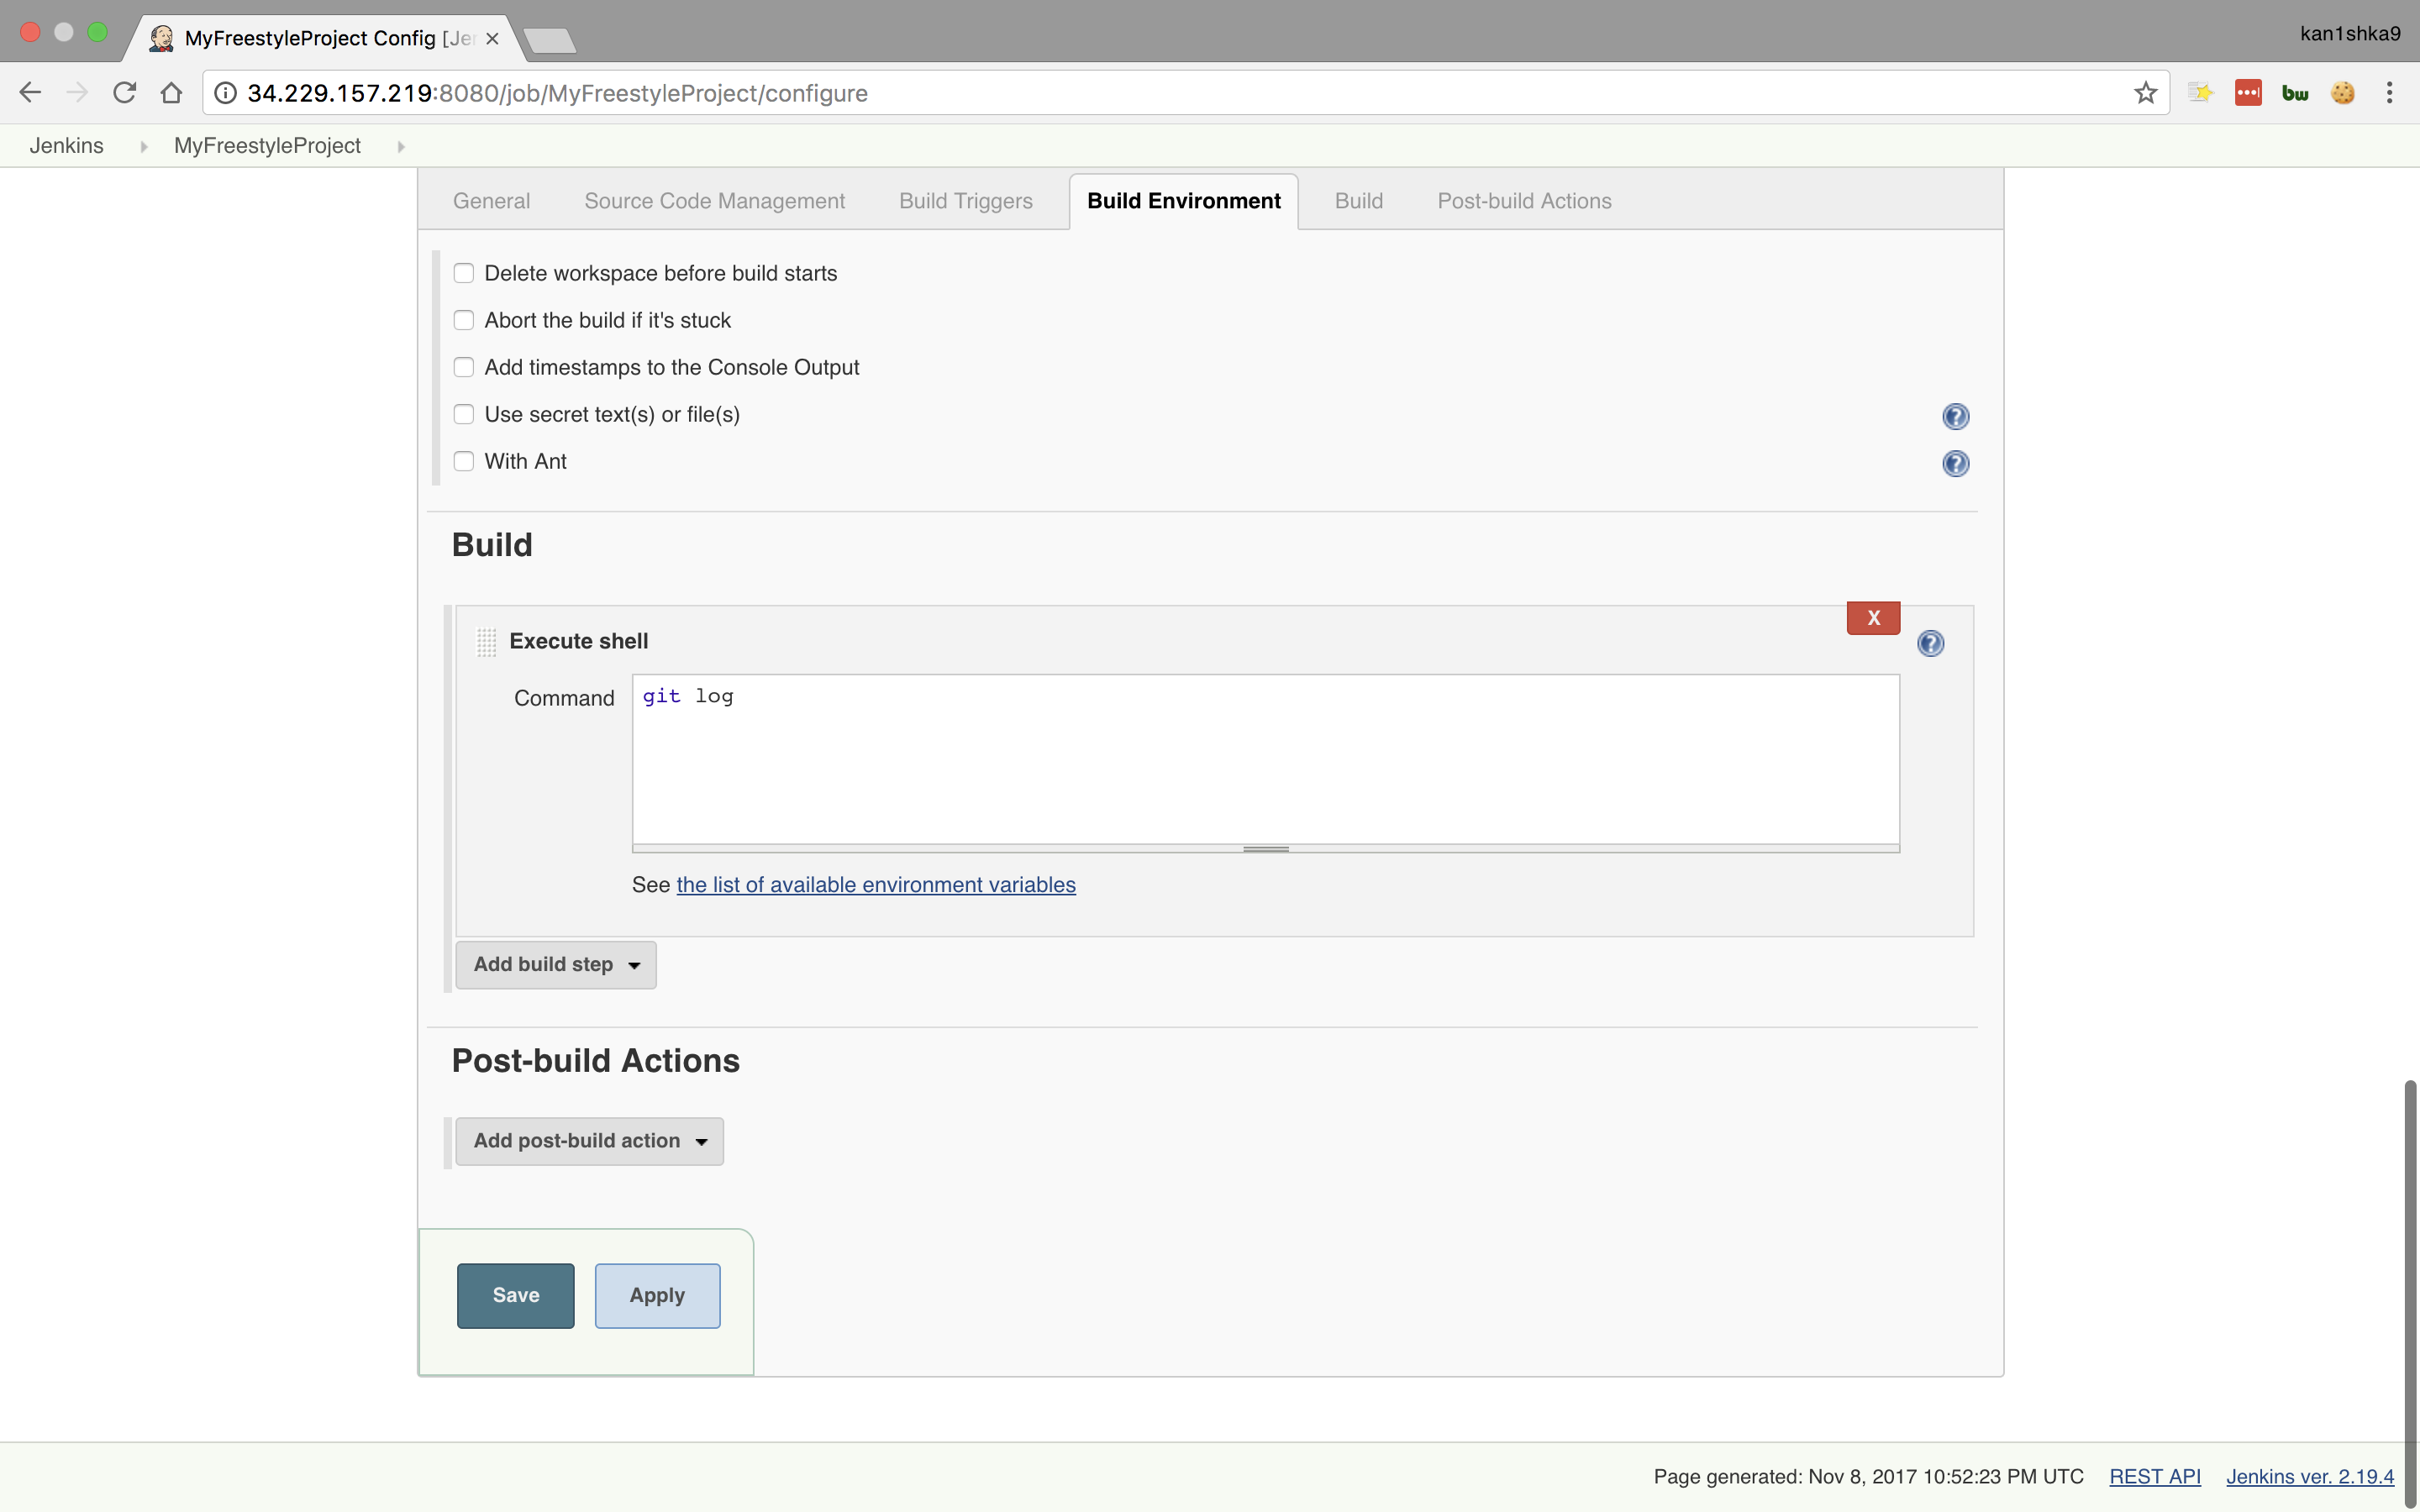 MyFreestyleProject Config [Je
kan1shka9
34.229.157.219:8080/job/MyFreestyleProject/configure
bw
Jenkins MyFreestyleProject
General Source Code Management Build Triggers Build Environment Build Post-build Actions
Delete workspace before build starts
Abort the build if it's stuck
Add timestamps to the Console Output
Use secret text(s) or file(s) ?
With Ant ?
Build
X
Execute shell ?
Command git log
See the list of available environment variables
Add build step
Post-build Actions
Add post-build action
Save Apply
Page generated: Nov 8, 2017 10:52:23 PM UTC REST API Jenkins ver. 2.19.4